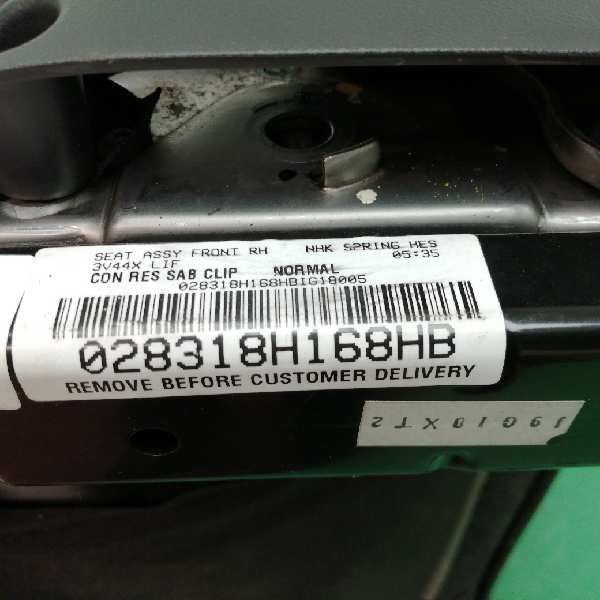 SEAT ASSY FRONT RH NHK SPRING HES
3V44X LIF 05:35
CON RES SAB CLIP NORMAL
028318H168HBIG18005
028318H168HB
REMOVE BEFORE CUSTOMER DELIVERY
J9G18XT2